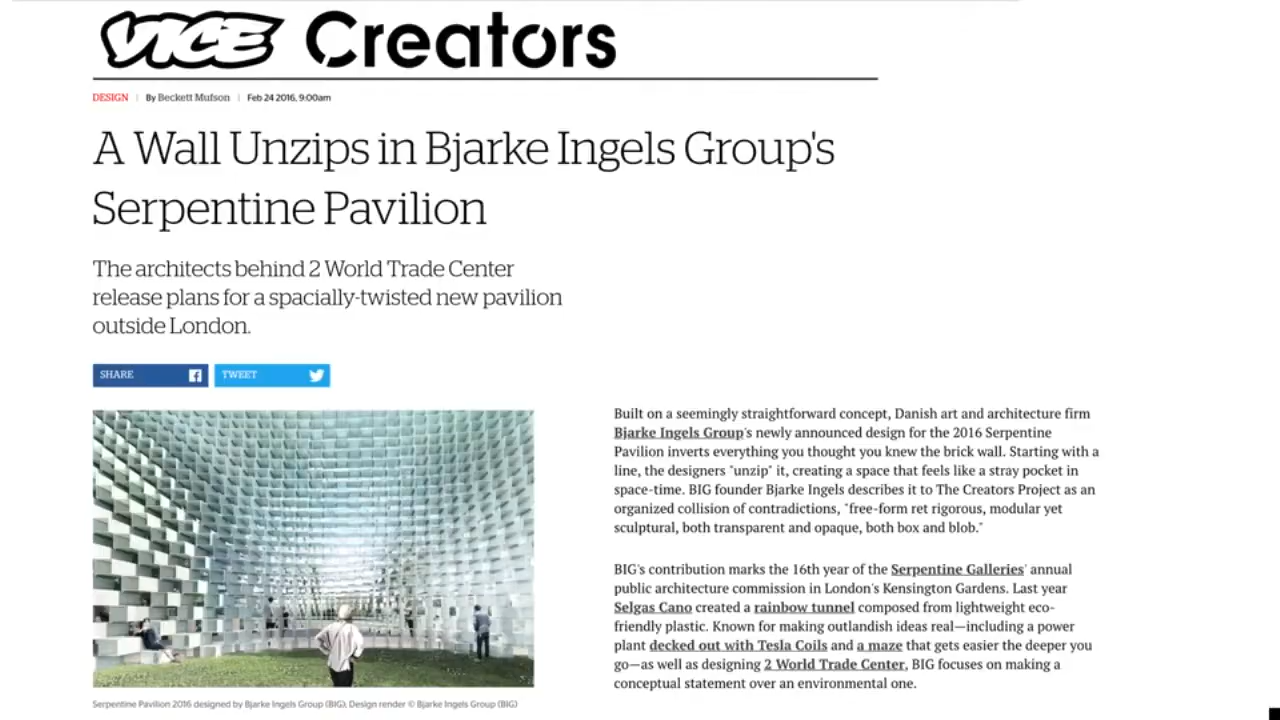 VICE Creators
DESIGN | By Beckett Mufson | Feb 24 2016, 9:00am
A Wall Unzips in Bjarke Ingels Group's
Serpentine Pavilion
The architects behind 2 World Trade Center
release plans for a spacially-twisted new pavilion
outside London.
SHARE
TWEET
Serpentine Pavilion 2016 designed by Bjarke Ingels Group (BIG), Design render © Bjarke Ingels Group (BIG)
Built on a seemingly straightforward concept, Danish art and architecture firm
Bjarke Ingels Group's newly announced design for the 2016 Serpentine
Pavilion inverts everything you thought you knew the brick wall. Starting with a
line, the designers "unzip" it, creating a space that feels like a stray pocket in
space-time. BIG founder Bjarke Ingels describes it to The Creators Project as an
organized collision of contradictions, "free-form ret rigorous, modular yet
sculptural, both transparent and opaque, both box and blob."
BIG's contribution marks the 16th year of the Serpentine Galleries' annual
public architecture commission in London's Kensington Gardens. Last year
Selgas Cano created a rainbow tunnel composed from lightweight eco-
friendly plastic. Known for making outlandish ideas real—including a power
plant decked out with Tesla Coils and a maze that gets easier the deeper you
go—as well as designing 2 World Trade Center, BIG focuses on making a
conceptual statement over an environmental one.